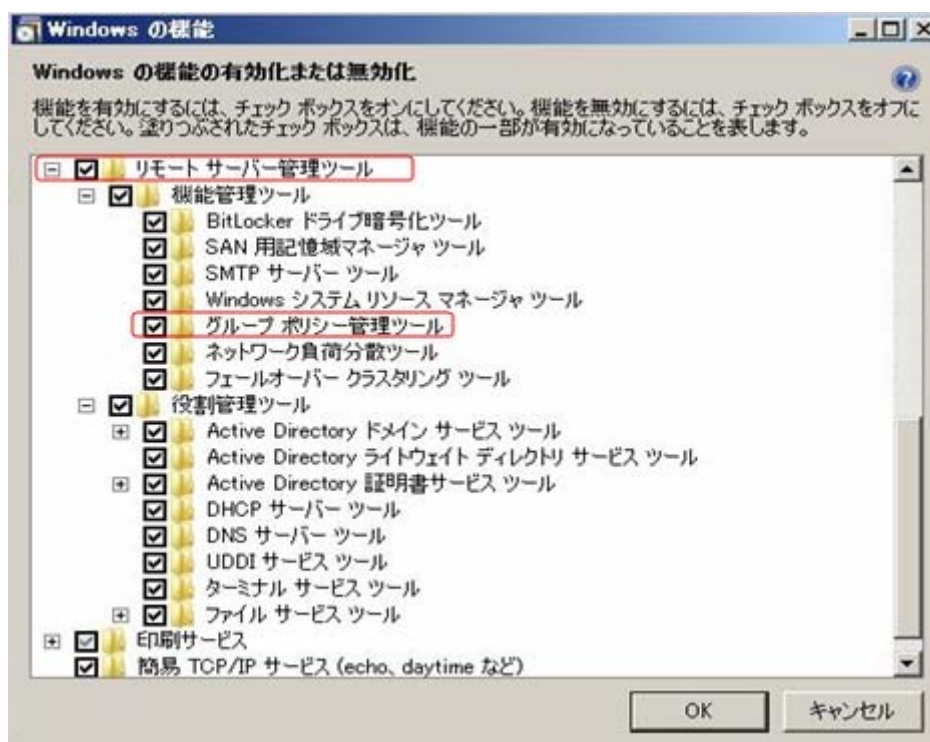 Windows の機能
Windows の機能の有効化または無効化
機能を有効にするには、チェック ボックスをオンにしてください。機能を無効にするには、チェック ボックスをオフに
してください。塗りつぶされたチェック ボックスは、機能の一部が有効になっていることを表します。
リモート サーバー管理ツール
機能管理ツール
BitLocker ドライブ暗号化ツール
SAN 用記憶域マネージャ ツール
SMTP サーバー ツール
Windows システム リソース マネージャ ツール
グループ ポリシー管理ツール
ネットワーク負荷分散ツール
フェールオーバー クラスタリング ツール
役割管理ツール
Active Directory ドメイン サービス ツール
Active Directory ライトウェイト ディレクトリ サービス ツール
Active Directory 証明書サービス ツール
DHCP サーバー ツール
DNS サーバー ツール
UDDI サービス ツール
ターミナル サービス ツール
ファイル サービス ツール
印刷サービス
簡易 TCP/IP サービス (echo、daytime など)
OK
キャンセル